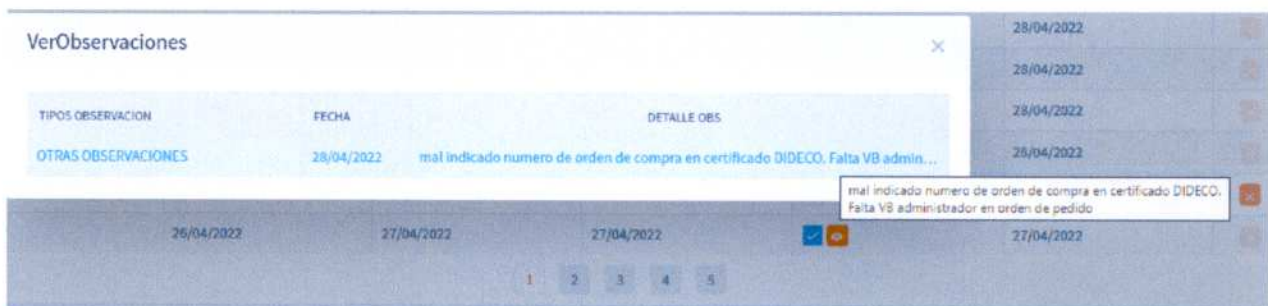 VerObservaciones
×
28/04/2022
28/04/2022
TIPOS OBSERVACION FECHA DETALLE OBS
28/04/2022
OTRAS OBSERVACIONES 28/04/2022 mal indicado numero de orden de compra en certificado DIDECO. Falta VB admin...
28/04/2022
mal indicado numero de orden de compra en certificado DIDECO.
Falta VB administrador en orden de pedido
26/04/2022 27/04/2022 27/04/2022 27/04/2022
1 2 3 4 5